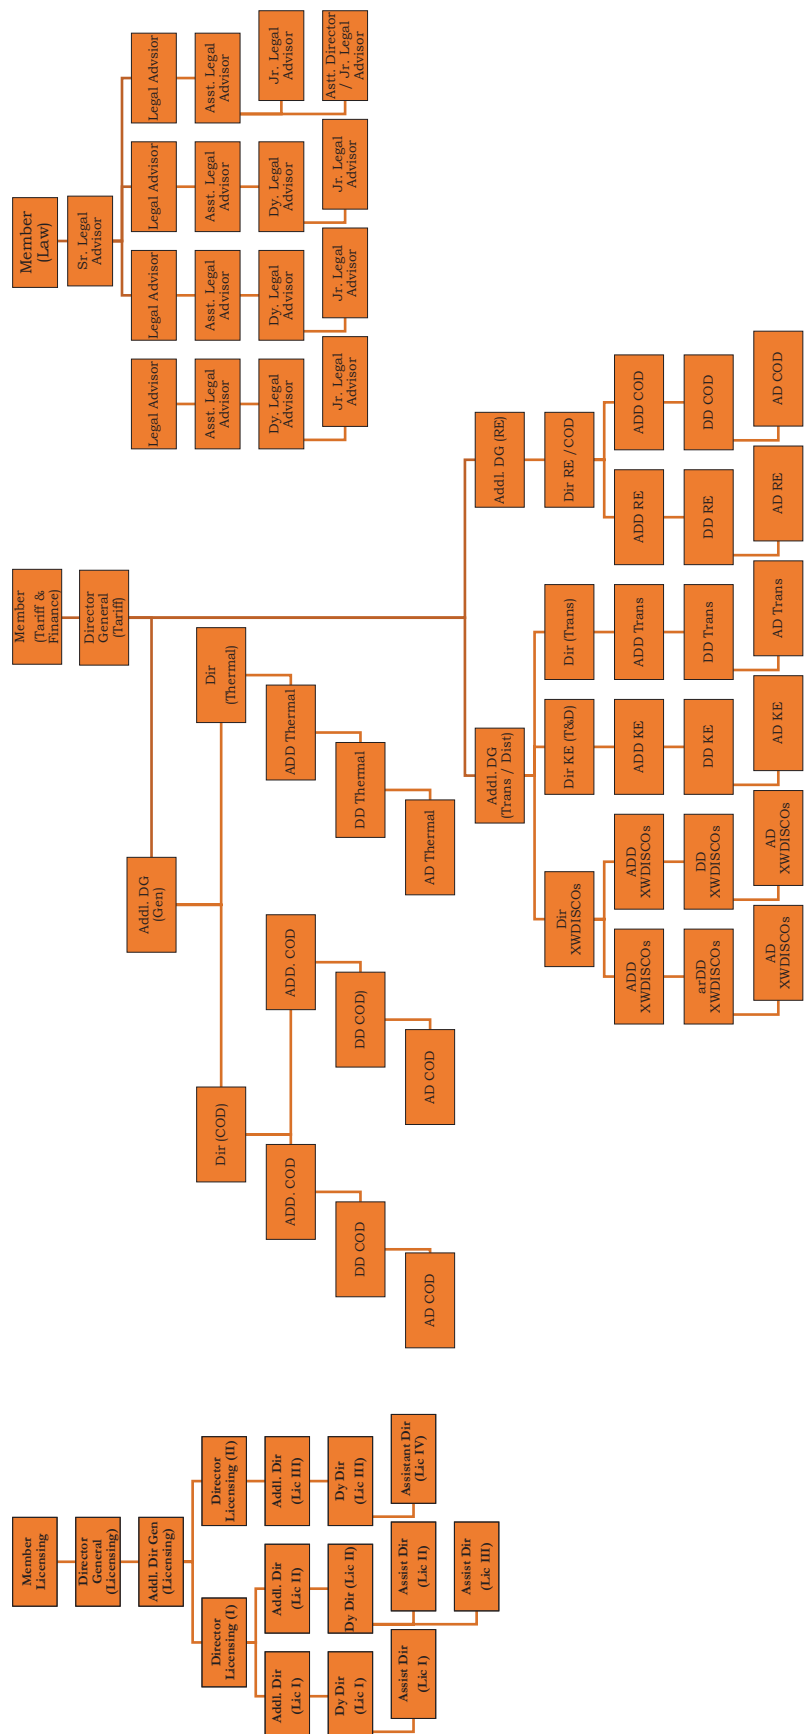 Member
Licensing
Director
General
(Licensing)
Addl. Dir Gen
(Licensing)
Director
Licensing (I)
Director
Licensing (II)
Addl. Dir
(Lic I)
Addl. Dir
(Lic II)
Addl. Dir
(Lic III)
Dy Dir
(Lic I)
Dy Dir (Lic II)
Dy Dir
(Lic III)
Assist Dir
(Lic I)
Assist Dir
(Lic II)
Assistant Dir
(Lic IV)
Assist Dir
(Lic III)
Member
(Tariff &
Finance)
Director
General
(Tariff)
Addl. DG
(Gen)
Dir (COD)
Dir
(Thermal)
ADD. COD
ADD. COD
ADD Thermal
DD COD
DD COD)
DD Thermal
AD COD
AD COD
AD Thermal
Addl. DG
(Trans / Dist)
Addl. DG (RE)
Dir
XWDISCOs
Dir KE (T&D)
Dir (Trans)
Dir RE /COD
ADD
XWDISCOs
ADD
XWDISCOs
ADD KE
ADD Trans
ADD RE
ADD COD
arDD
XWDISCOs
DD
XWDISCOs
DD KE
DD Trans
DD RE
DD COD
AD
XWDISCOs
AD
XWDISCOs
AD KE
AD Trans
AD RE
AD COD
Member
(Law)
Sr. Legal
Advisor
Legal Advisor
Legal Advisor
Legal Advisor
Legal Advsior
Asst. Legal
Advisor
Asst. Legal
Advisor
Asst. Legal
Advisor
Asst. Legal
Advisor
Dy. Legal
Advisor
Dy. Legal
Advisor
Dy. Legal
Advisor
Jr. Legal
Advisor
Jr. Legal
Advisor
Jr. Legal
Advisor
Jr. Legal
Advisor
Astt. Director
/ Jr. Legal
Advisor